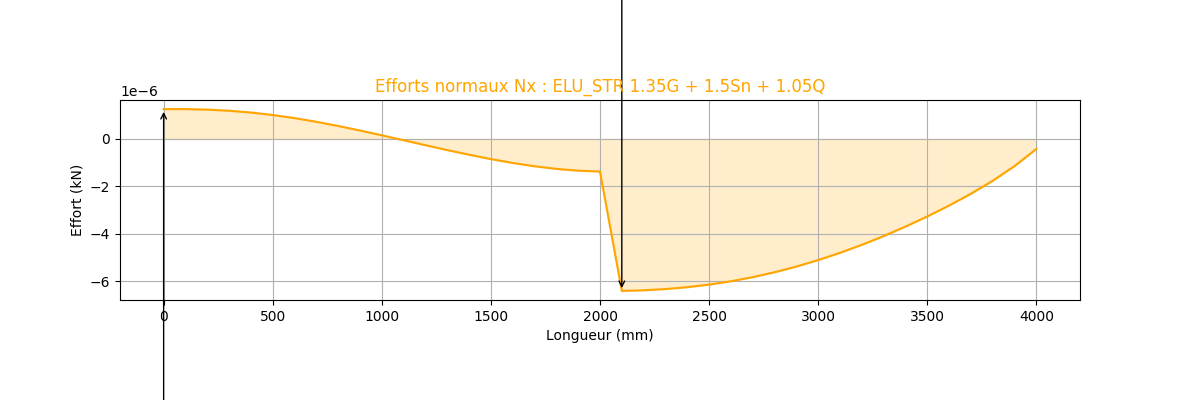 Efforts normaux Nx : ELU_STR 1.35G + 1.5Sn + 1.05Q
1e−6
0
−2
−4
−6
Effort (kN)
0 500 1000 1500 2000 2500 3000 3500 4000
Longueur (mm)